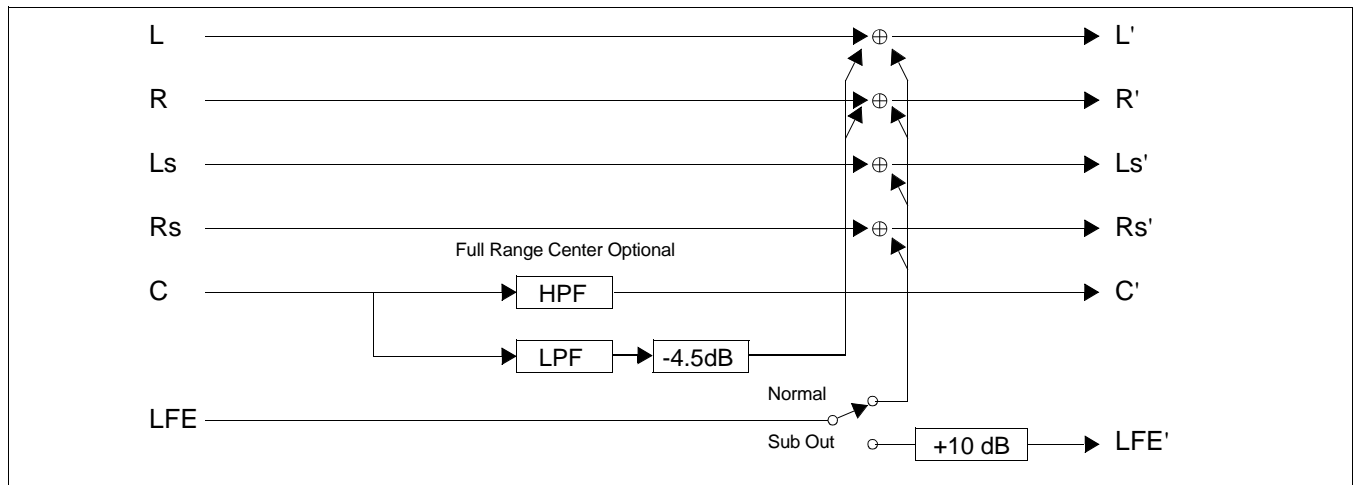 L L'
R R'
Ls Ls'
Rs Rs'
Full Range Center Optional
C HPF C'
LPF -4.5dB
Normal
LFE
Sub Out +10 dB LFE'